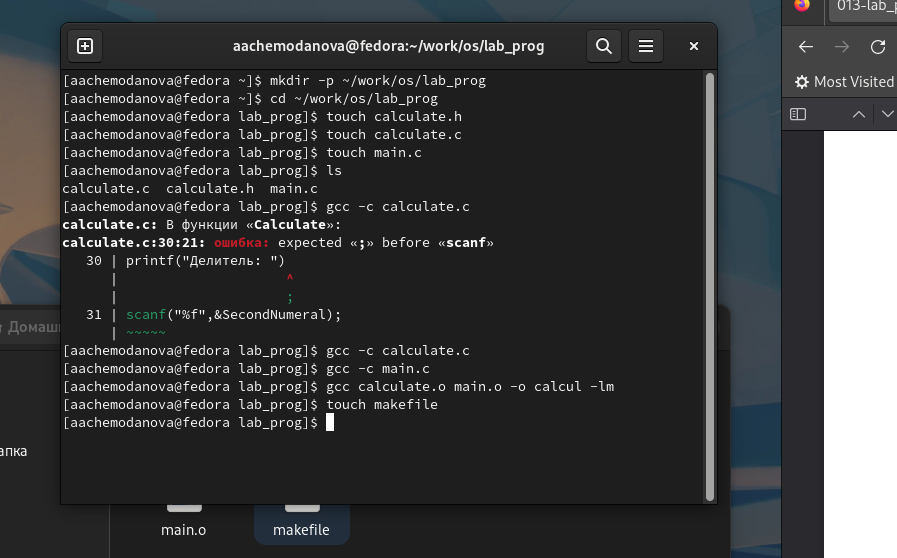 013-lab_p
aachemodanova@fedora:~/work/os/lab_prog
Most Visited
[aachemodanova@fedora ~]$ mkdir -p ~/work/os/lab_prog
[aachemodanova@fedora ~]$ cd ~/work/os/lab_prog
[aachemodanova@fedora lab_prog]$ touch calculate.h
[aachemodanova@fedora lab_prog]$ touch calculate.c
[aachemodanova@fedora lab_prog]$ touch main.c
[aachemodanova@fedora lab_prog]$ ls
calculate.c  calculate.h  main.c
[aachemodanova@fedora lab_prog]$ gcc -c calculate.c
calculate.c: В функции «Calculate»:
calculate.c:30:21: ошибка: expected «;» before «scanf»
   30 | printf("Делитель: ")
      |                     ^
      |                     ;
   31 | scanf("%f",&SecondNumeral);
      | ~~~~~
[aachemodanova@fedora lab_prog]$ gcc -c calculate.c
[aachemodanova@fedora lab_prog]$ gcc -c main.c
[aachemodanova@fedora lab_prog]$ gcc calculate.o main.o -o calcul -lm
[aachemodanova@fedora lab_prog]$ touch makefile
[aachemodanova@fedora lab_prog]$
Домаш
апка
main.o
makefile